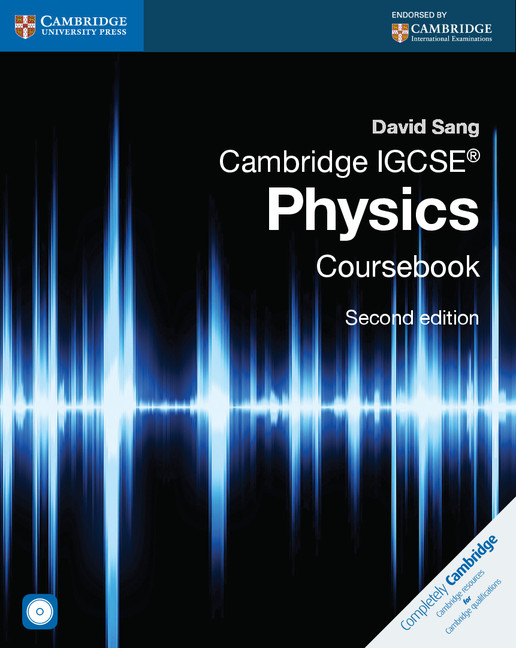 CAMBRIDGE
UNIVERSITY PRESS
ENDORSED BY
CAMBRIDGE
International Examinations
David Sang
Cambridge IGCSE®
Physics
Coursebook
Second edition
Completely Cambridge
Cambridge resources
for
Cambridge qualifications